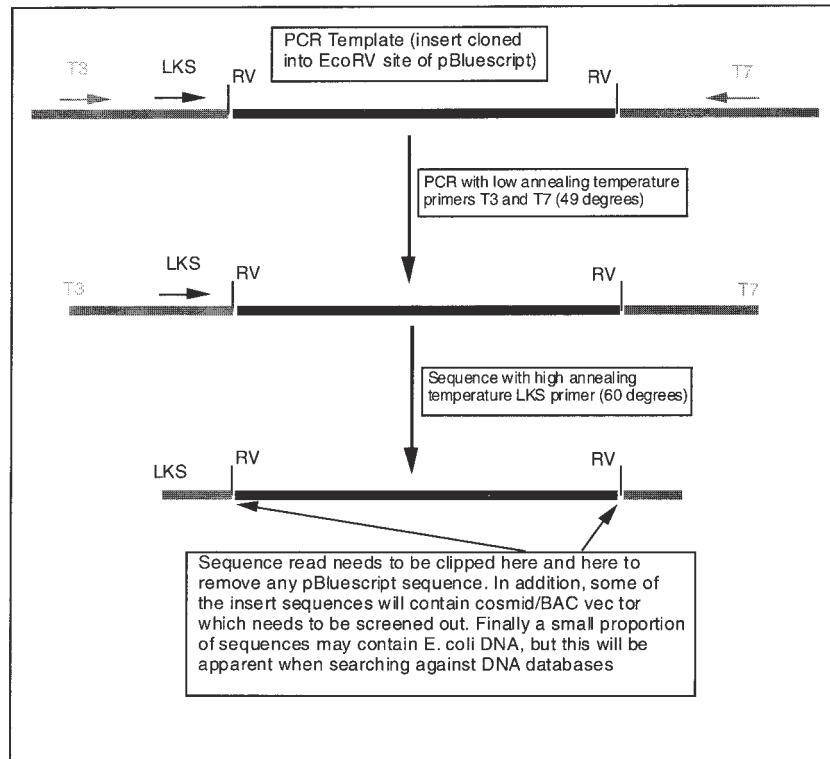 PCR Template (insert cloned
into EcoRV site of pBluescript)
T3
LKS
RV
RV
T7
PCR with low annealing temperature
primers T3 and T7 (49 degrees)
LKS
T3
RV
RV
T7
Sequence with high annealing
temperature LKS primer (60 degrees)
LKS
RV
RV
Sequence read needs to be clipped here and here to
remove any pBluescript sequence. In addition, some of
the insert sequences will contain cosmid/BAC vec tor
which needs to be screened out. Finally a small proportion
of sequences may contain E. coli DNA, but this will be
apparent when searching against DNA databases